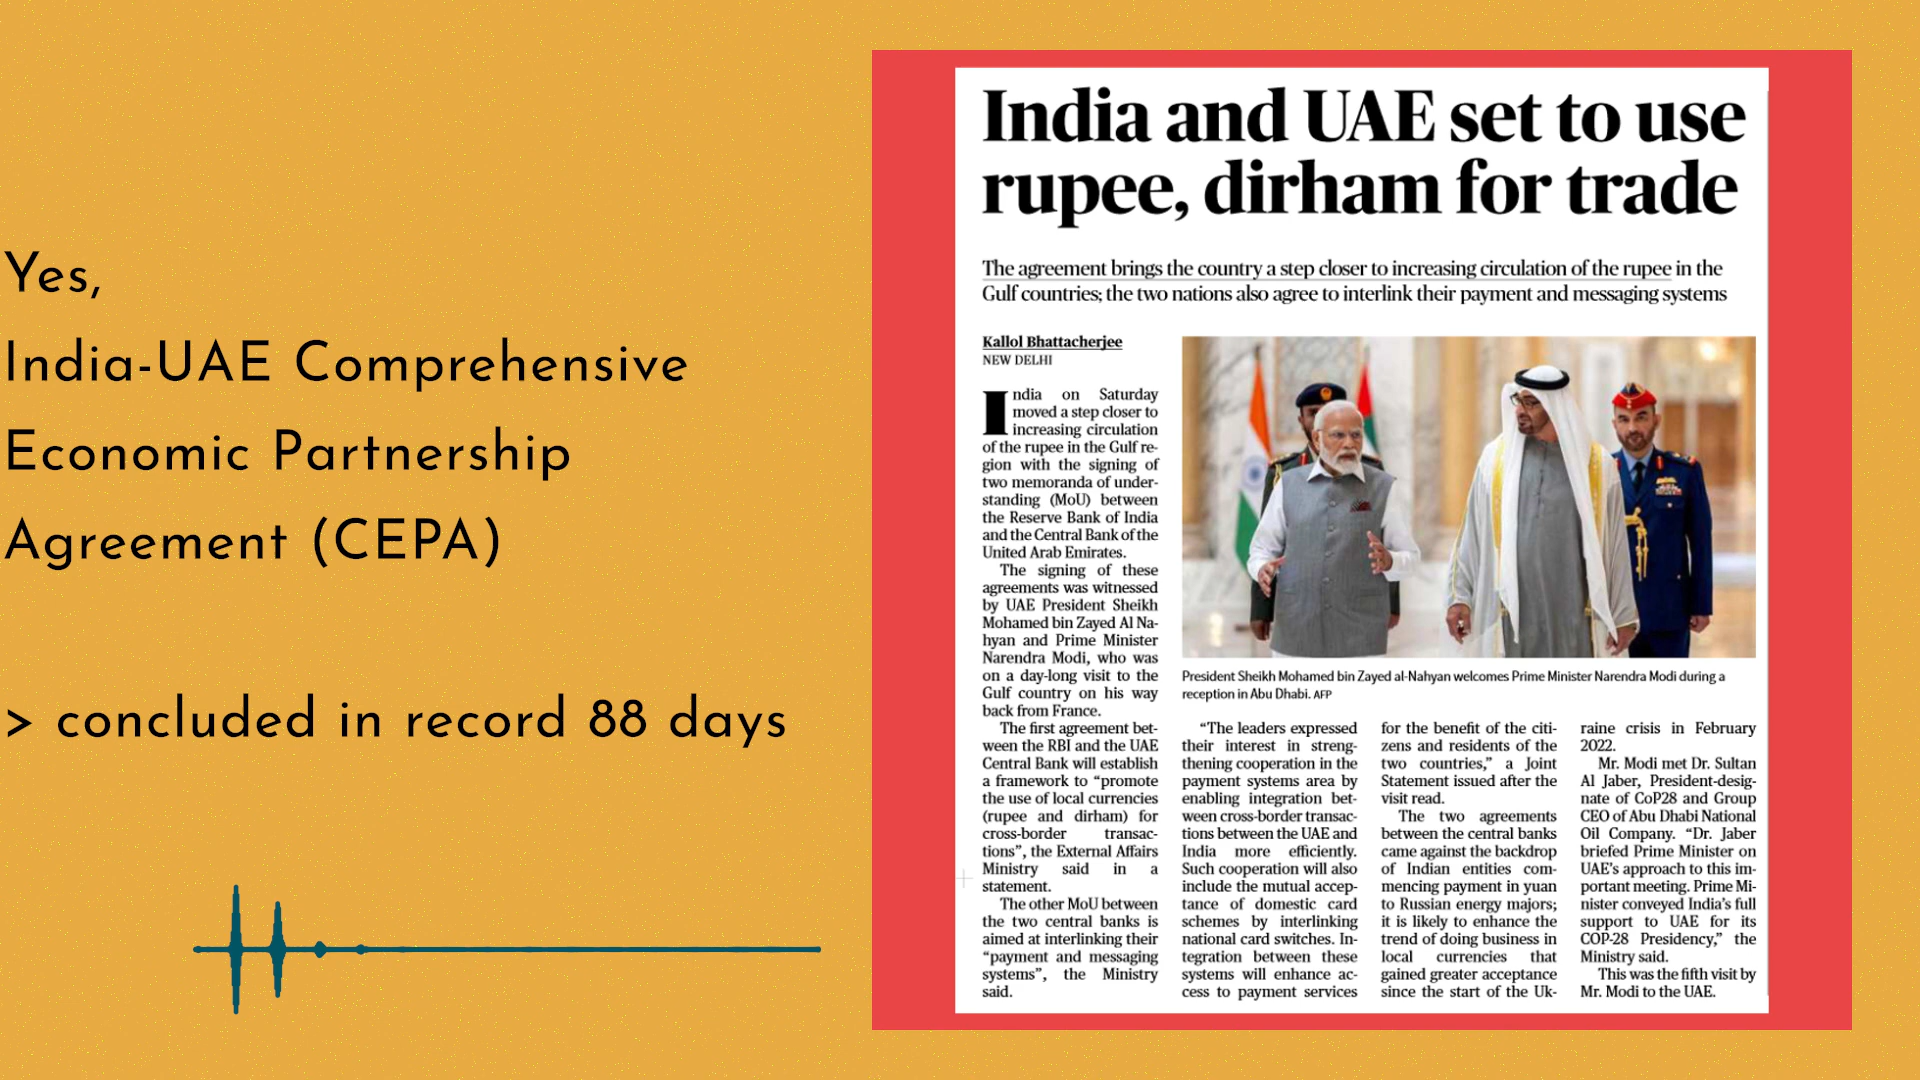 Yes,
India-UAE Comprehensive
Economic Partnership
Agreement (CEPA)
> concluded in record 88 days
India and UAE set to use
rupee, dirham for trade
The agreement brings the country a step closer to increasing circulation of the rupee in the
Gulf countries; the two nations also agree to interlink their payment and messaging systems
Kallol Bhattacherjee
NEW DELHI
India on Saturday
moved a step closer to
increasing circulation
of the rupee in the Gulf re-
gion with the signing of
two memoranda of under-
standing (MoU) between
the Reserve Bank of India
and the Central Bank of the
United Arab Emirates.
The signing of these
agreements was witnessed
by UAE President Sheikh
Mohamed bin Zayed Al Na-
hyan and Prime Minister
Narendra Modi, who was
on a day-long visit to the
Gulf country on his way
back from France.
The first agreement bet-
ween the RBI and the UAE
Central Bank will establish
a framework to “promote
the use of local currencies
(rupee and dirham) for
cross-border transac-
tions”, the External Affairs
Ministry said in a
statement.
The other MoU between
the two central banks is
aimed at interlinking their
“payment and messaging
systems”, the Ministry
said.
President Sheikh Mohamed bin Zayed al-Nahyan welcomes Prime Minister Narendra Modi during a
reception in Abu Dhabi. AFP
“The leaders expressed
their interest in streng-
thening cooperation in the
payment systems area by
enabling integration bet-
ween cross-border transac-
tions between the UAE and
India more efficiently.
Such cooperation will also
include the mutual accep-
tance of domestic card
schemes by interlinking
national card switches. In-
tegration between these
systems will enhance ac-
cess to payment services
for the benefit of the citi-
zens and residents of the
two countries,” a Joint
Statement issued after the
visit read.
The two agreements
between the central banks
came against the backdrop
of Indian entities com-
mencing payment in yuan
to Russian energy majors;
it is likely to enhance the
trend of doing business in
local currencies that
gained greater acceptance
since the start of the Uk-
raine crisis in February
2022.
Mr. Modi met Dr. Sultan
Al Jaber, President-desig-
nate of CoP28 and Group
CEO of Abu Dhabi National
Oil Company. “Dr. Jaber
briefed Prime Minister on
UAE’s approach to this im-
portant meeting. Prime Mi-
nister conveyed India’s full
support to UAE for its
COP-28 Presidency,” the
Ministry said.
This was the fifth visit by
Mr. Modi to the UAE.